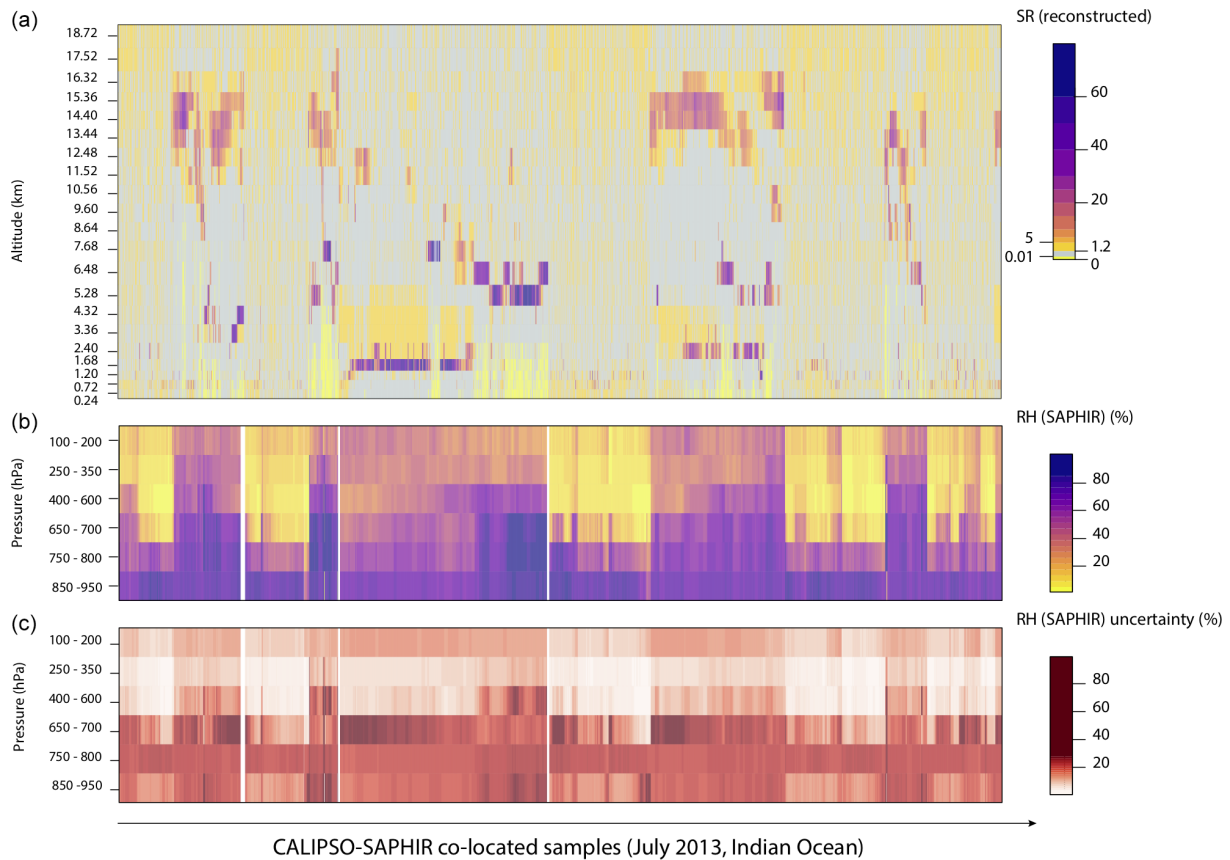 (a)
SR (reconstructed)
18.72
17.52
16.32
15.36
14.40
13.44
12.48
11.52
10.56
9.60
8.64
7.68
6.48
5.28
4.32
3.36
2.40
1.68
1.20
0.72
0.24
Altitude (km)
60
40
20
5
1.2
0.01
0
(b)
RH (SAPHIR) (%)
100 - 200
250 - 350
400 - 600
650 - 700
750 - 800
850 -950
Pressure (hPa)
80
60
40
20
(c)
RH (SAPHIR) uncertainty (%)
100 - 200
250 - 350
400 - 600
650 - 700
750 - 800
850 -950
Pressure (hPa)
80
60
40
20
CALIPSO-SAPHIR co-located samples (July 2013, Indian Ocean)